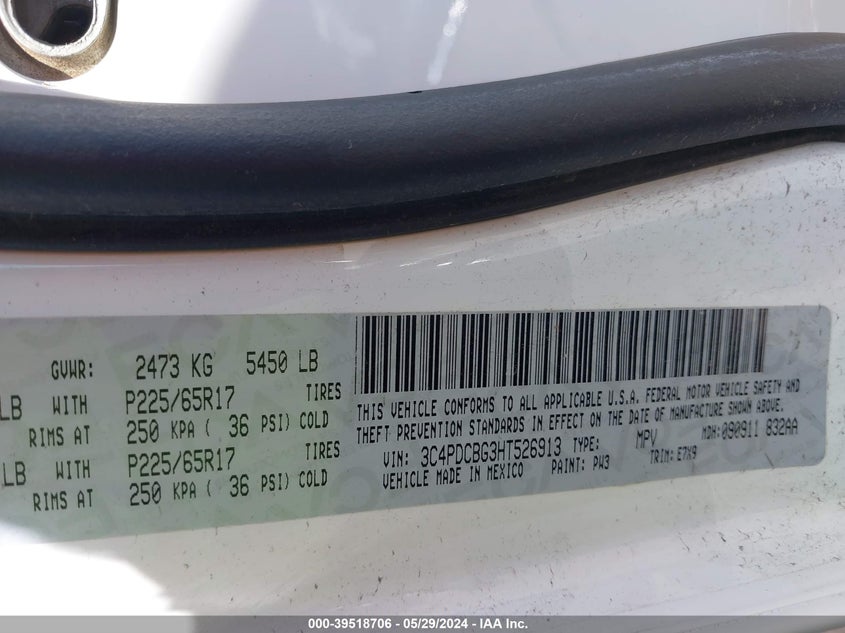 GVWR: 2473 KG 5450 LB
LB WITH P225/65R17 TIRES
RIMS AT 250 KPA ( 36 PSI) COLD
LB WITH P225/65R17 TIRES
RIMS AT 250 KPA ( 36 PSI) COLD
THIS VEHICLE CONFORMS TO ALL APPLICABLE U.S.A. FEDERAL MOTOR VEHICLE SAFETY AND
THEFT PREVENTION STANDARDS IN EFFECT ON THE DATE OF MANUFACTURE SHOWN ABOVE.
VIN: 3C4PDCBG3HT526913 TYPE: MPV MDH: 090911 832AA
VEHICLE MADE IN MEXICO PAINT: PW3 TRIM: E7X9
000-39518706 - 05/29/2024 - IAA Inc.